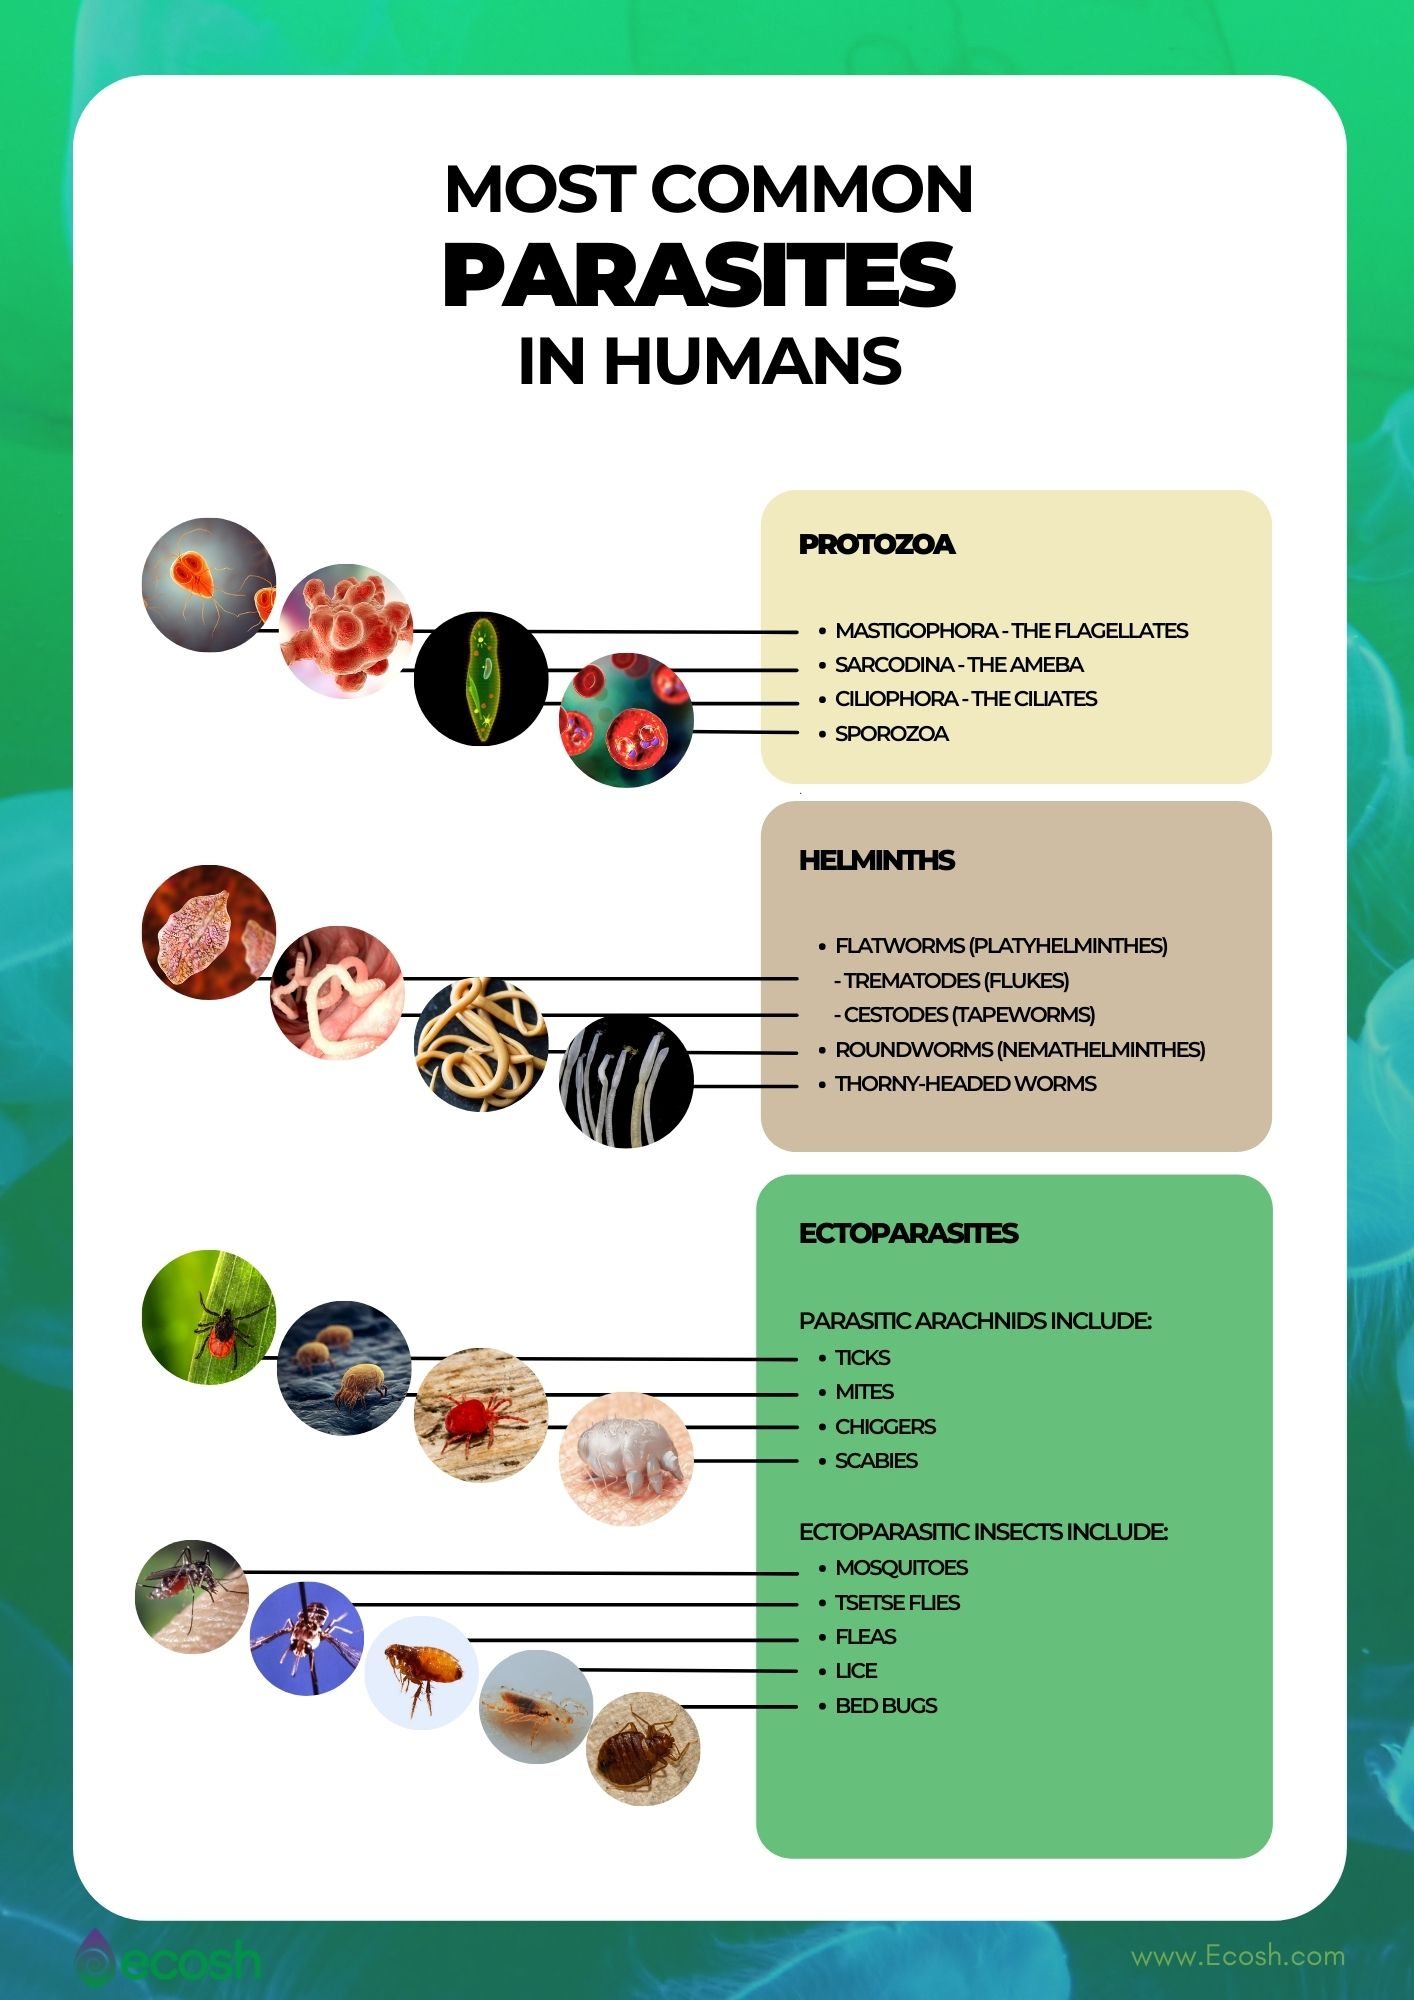 MOST COMMON
PARASITES
IN HUMANS
PROTOZOA
• MASTIGOPHORA - THE FLAGELLATES
• SARCODINA - THE AMEBA
• CILIOPHORA - THE CILIATES
• SPOROZOA
HELMINTHS
• FLATWORMS (PLATYHELMINTHES)
- TREMATODES (FLUKES)
- CESTODES (TAPEWORMS)
• ROUNDWORMS (NEMATHELMINTHES)
• THORNY-HEADED WORMS
ECTOPARASITES
PARASITIC ARACHNIDS INCLUDE:
• TICKS
• MITES
• CHIGGERS
• SCABIES
ECTOPARASITIC INSECTS INCLUDE:
• MOSQUITOES
• TSETSE FLIES
• FLEAS
• LICE
• BED BUGS
ecosh
www.Ecosh.com